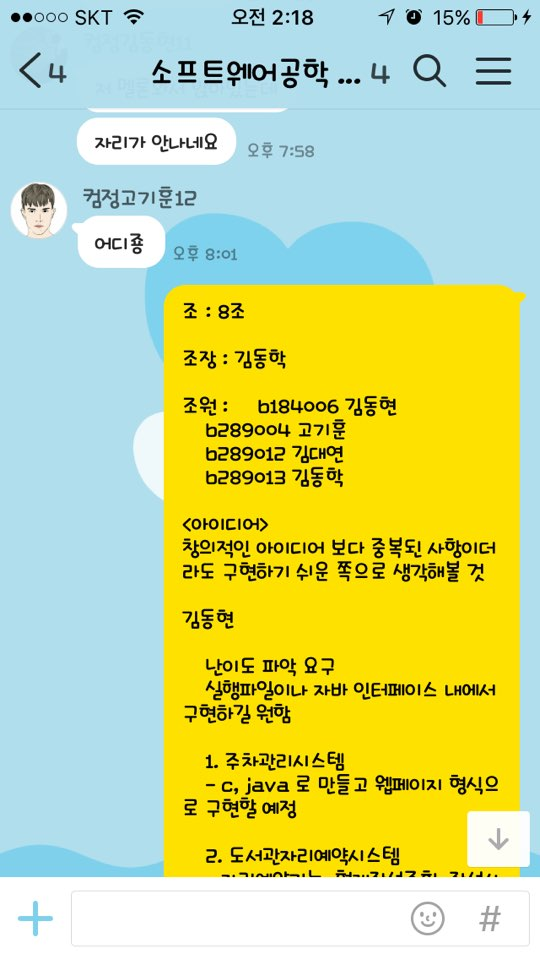 SKT 오전 2:18 15%
컴정김동현11
4 소프트웨어공학 ... 4
자리가 안나네요
오후 7:58
컴정고기훈12
어디죵
오후 8:01
조 : 8조
조장 : 김동학
조원 : b184006 김동현
b289004 고기훈
b289012 김대연
b289013 김동학
<아이디어>
창의적인 아이디어 보다 중복된 사항이더
라도 구현하기 쉬운 쪽으로 생각해볼 것
김동현
난이도 파악 요구
실행파일이나 자바 인터페이스 내에서
구현하길 원함
1. 주차관리시스템
- c, java 로 만들고 웹페이지 형식으
로 구현할 예정
2. 도서관자리예약시스템
#